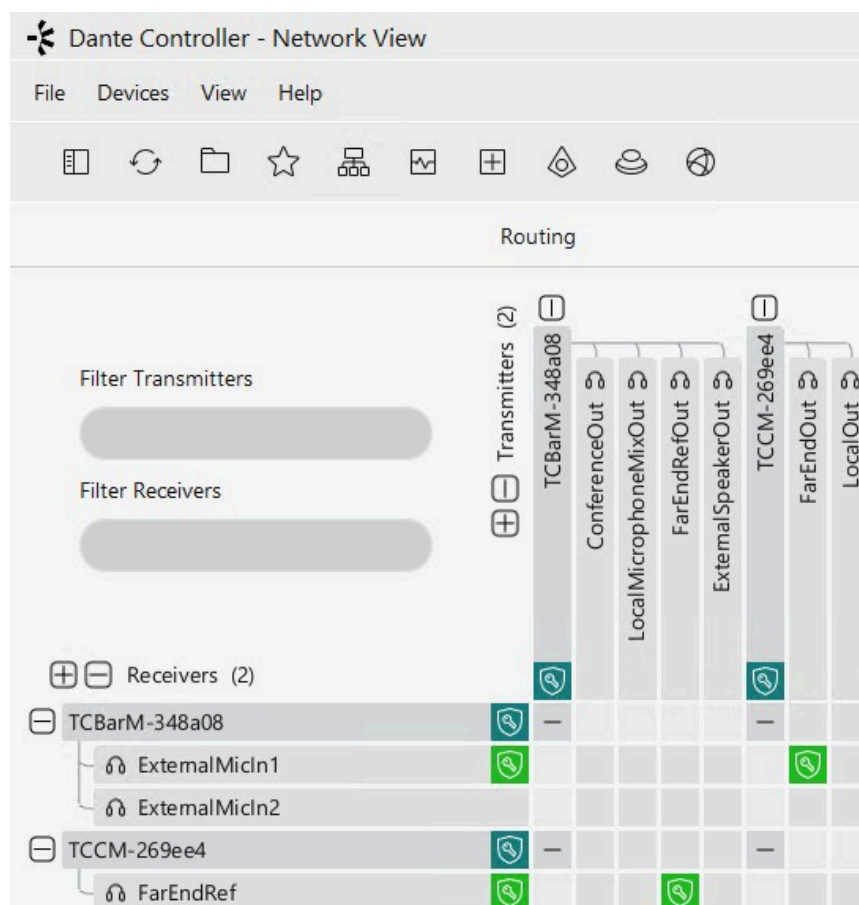 Dante Controller - Network View
File Devices View Help
Routing
Filter Transmitters
Filter Receivers
Transmitters (2)
TCBarM-348a08
ConferenceOut
LocalMicrophoneMixOut
FarEndRefOut
ExternalSpeakerOut
TCCM-269ee4
FarEndOut
LocalOut
Receivers (2)
TCBarM-348a08
ExternalMicIn1
ExternalMicIn2
TCCM-269ee4
FarEndRef